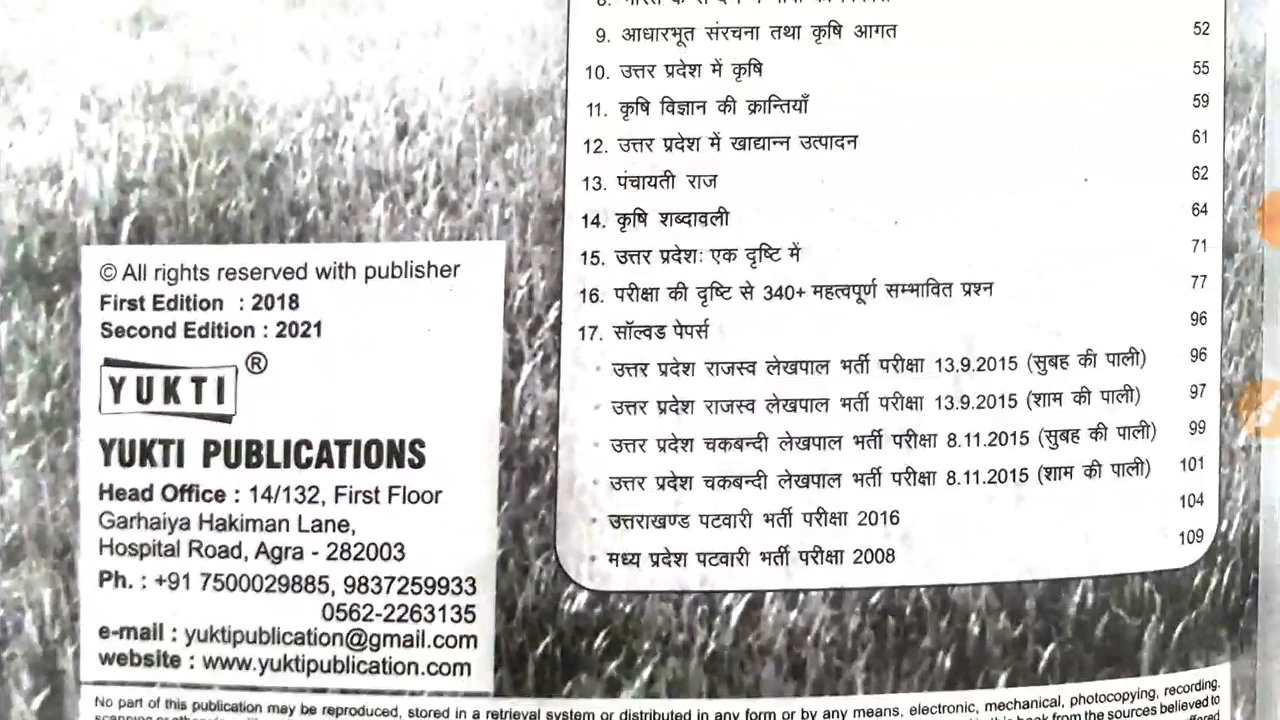 9. आधारभूत संरचना तथा कृषि आगत 52
10. उत्तर प्रदेश में कृषि 55
11. कृषि विज्ञान की क्रान्तियाँ 59
12. उत्तर प्रदेश में खाद्यान्न उत्पादन 61
13. पंचायती राज 62
14. कृषि शब्दावली 64
15. उत्तर प्रदेशः एक दृष्टि में 71
16. परीक्षा की दृष्टि से 340+ महत्वपूर्ण सम्भावित प्रश्न 77
17. सॉल्वड पेपर्स 96
• उत्तर प्रदेश राजस्व लेखपाल भर्ती परीक्षा 13.9.2015 (सुबह की पाली) 96
• उत्तर प्रदेश राजस्व लेखपाल भर्ती परीक्षा 13.9.2015 (शाम की पाली) 97
• उत्तर प्रदेश चकबन्दी लेखपाल भर्ती परीक्षा 8.11.2015 (सुबह की पाली) 99
• उत्तर प्रदेश चकबन्दी लेखपाल भर्ती परीक्षा 8.11.2015 (शाम की पाली) 101
• उत्तराखण्ड पटवारी भर्ती परीक्षा 2016 104
• मध्य प्रदेश पटवारी भर्ती परीक्षा 2008 109
© All rights reserved with publisher
First Edition : 2018
Second Edition : 2021
YUKTI ®
YUKTI PUBLICATIONS
Head Office : 14/132, First Floor
Garhaiya Hakiman Lane,
Hospital Road, Agra - 282003
Ph. : +91 7500029885, 9837259933
0562-2263135
e-mail : yuktipublication@gmail.com
website : www.yuktipublication.com
No part of this publication may be reproduced, stored in a retrieval system or distributed in any form or by any means, electronic, mechanical, photocopying, recording,
book from the sources believed to